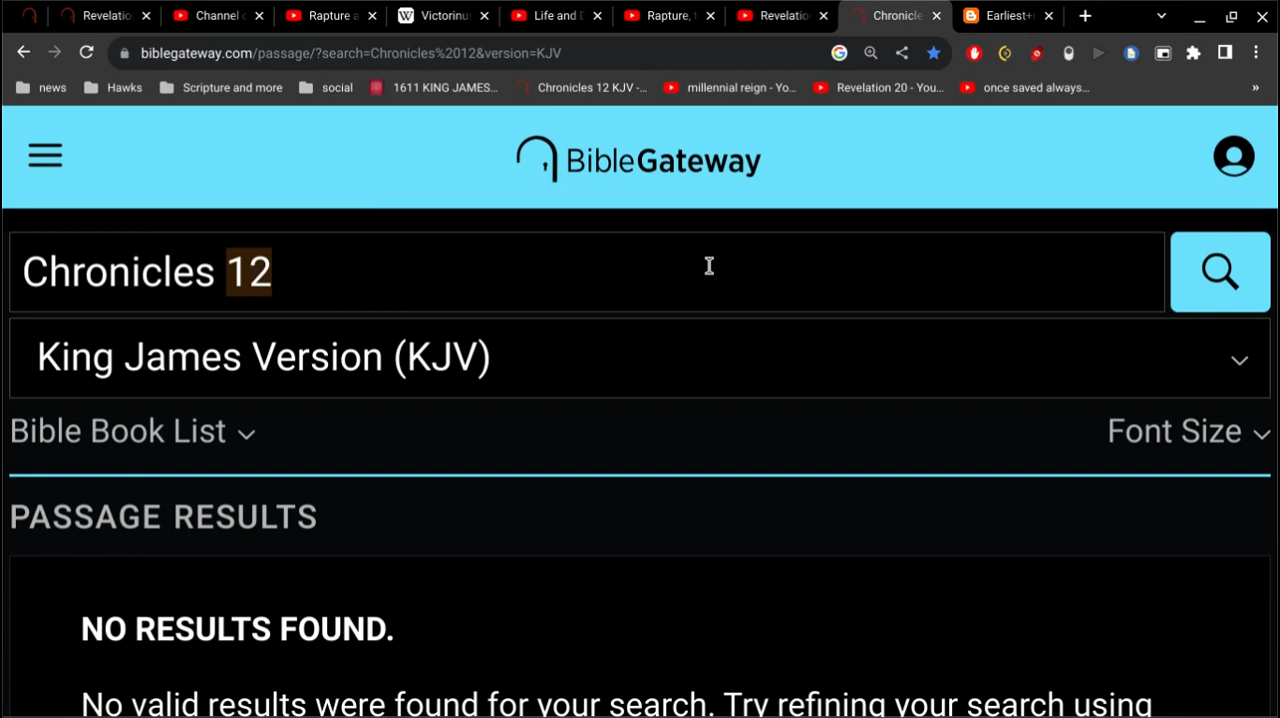 Revelatio
Channel c
Rapture a
Victorinus
Life and D
Rapture, t
Revelatio
Chronicle
Earliest+r
biblegateway.com/passage/?search=Chronicles%2012&version=KJV
news
Hawks
Scripture and more
social
1611 KING JAMES...
Chronicles 12 KJV -...
millennial reign - Yo...
Revelation 20 - You...
once saved always...
»
BibleGateway
Chronicles 12
King James Version (KJV)
Bible Book List
Font Size
PASSAGE RESULTS
NO RESULTS FOUND.
No valid results were found for your search. Try refining your search using